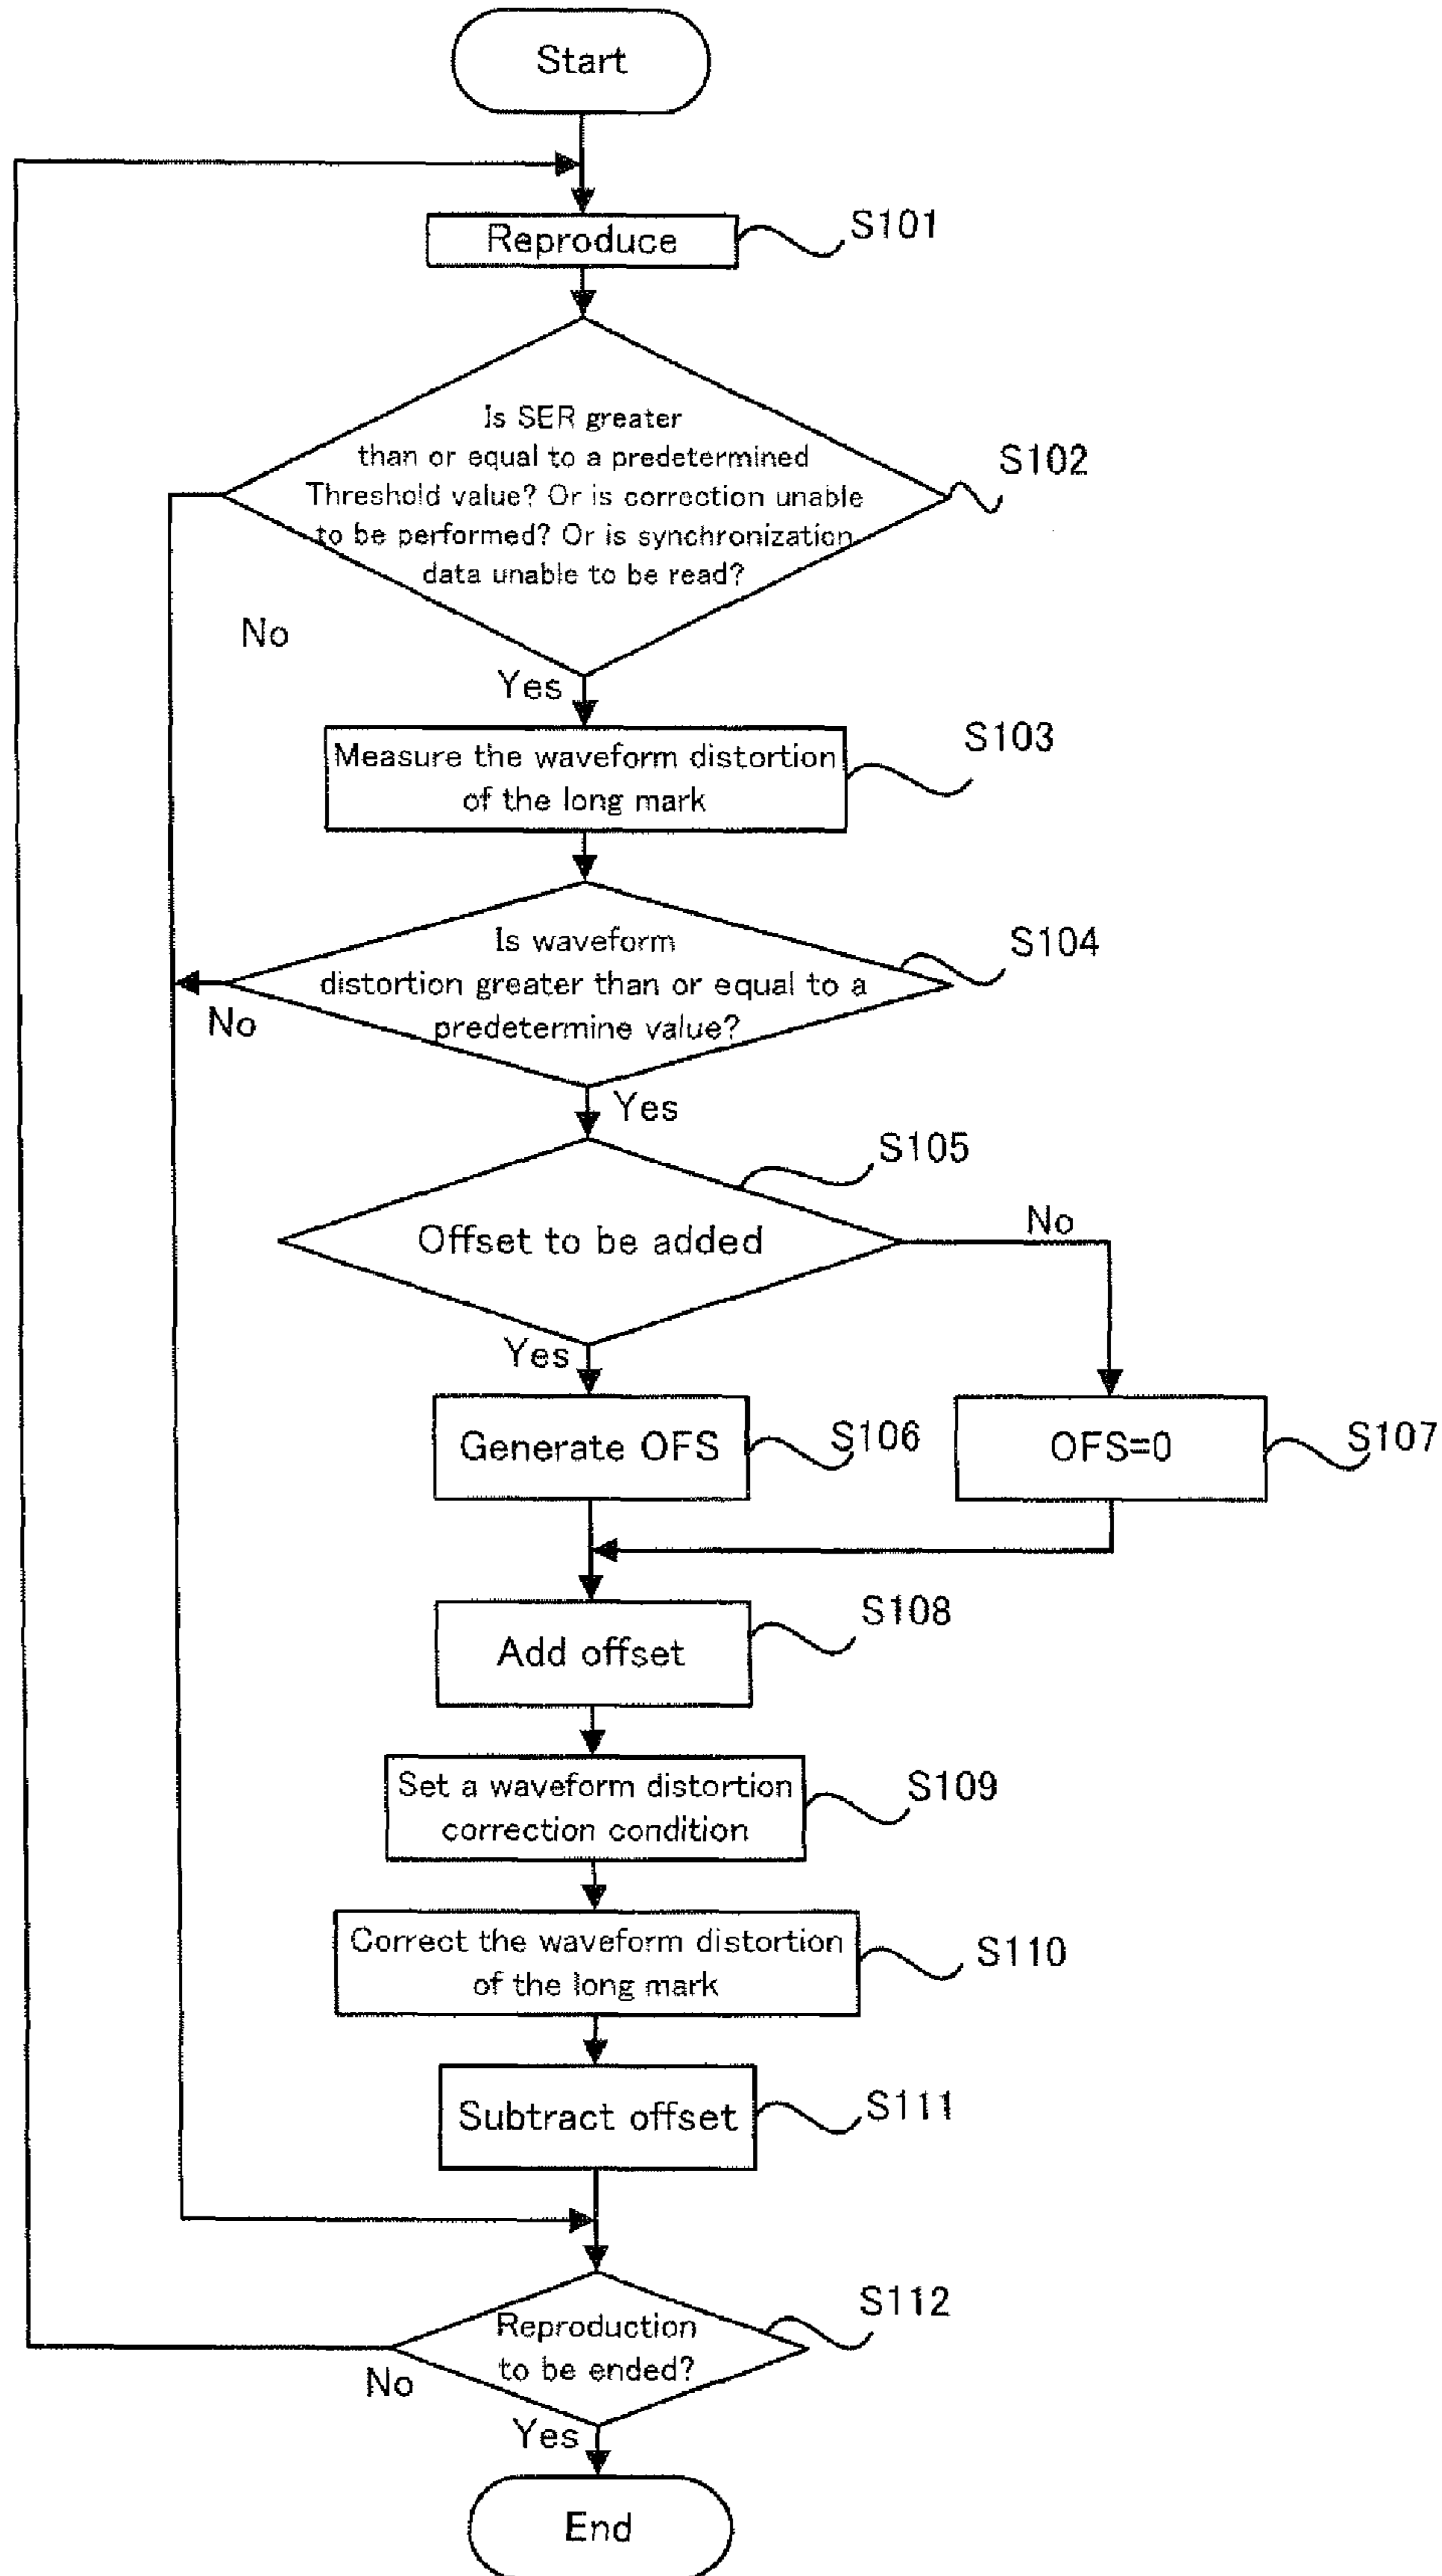 Start
Reproduce
S101
Is SER greater
than or equal to a predetermined
Threshold value? Or is correction unable
to be performed? Or is synchronization
data unable to be read?
S102
No
Yes
Measure the waveform distortion
of the long mark
S103
Is waveform
distortion greater than or equal to a
predetermine value?
S104
No
Yes
Offset to be added
S105
No
Yes
Generate OFS
S106
OFS=0
S107
Add offset
S108
Set a waveform distortion
correction condition
S109
Correct the waveform distortion
of the long mark
S110
Subtract offset
S111
Reproduction
to be ended?
S112
No
Yes
End